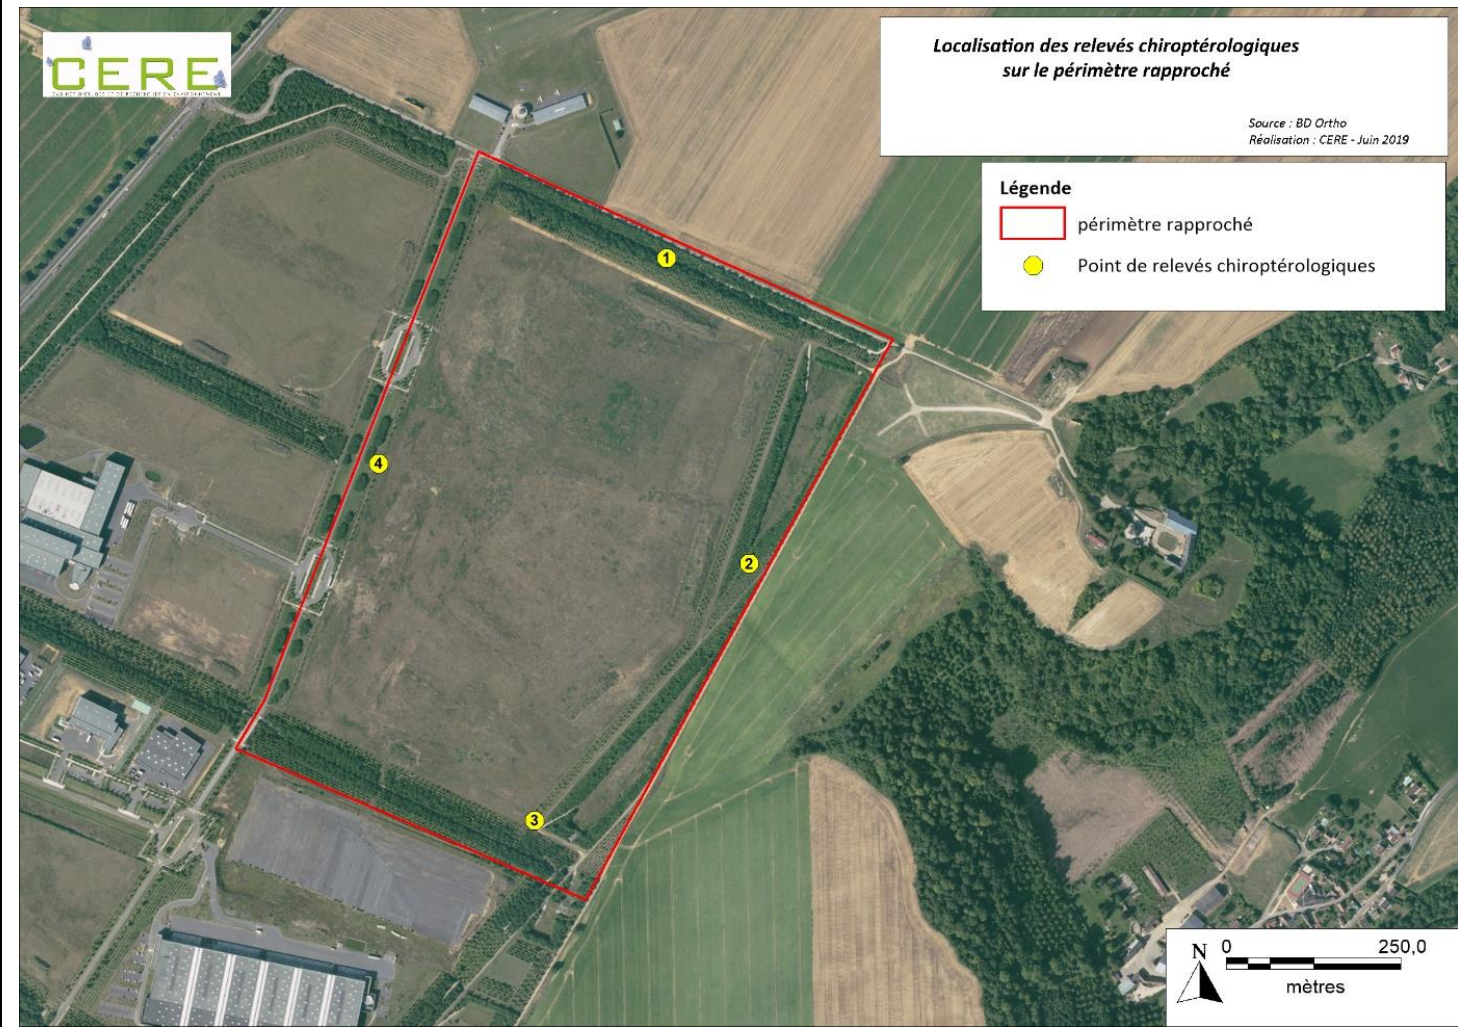 CERE
Localisation des relevés chiroptérologiques
sur le périmètre rapproché
Source : BD Ortho
Réalisation : CERE - Juin 2019
Légende
périmètre rapproché
Point de relevés chiroptérologiques
1
4
2
3
N
0 250,0
mètres